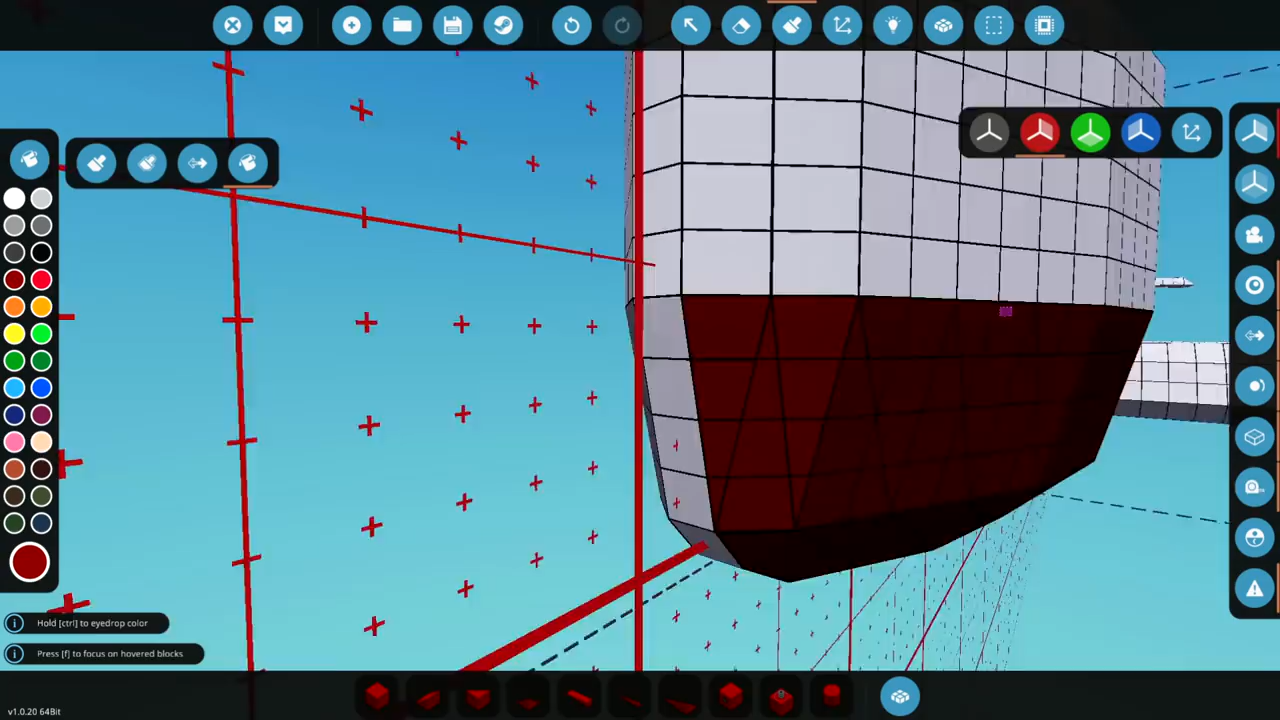 Hold [ctrl] to eyedrop color
Press [f] to focus on hovered blocks
v1.0.20 64Bit